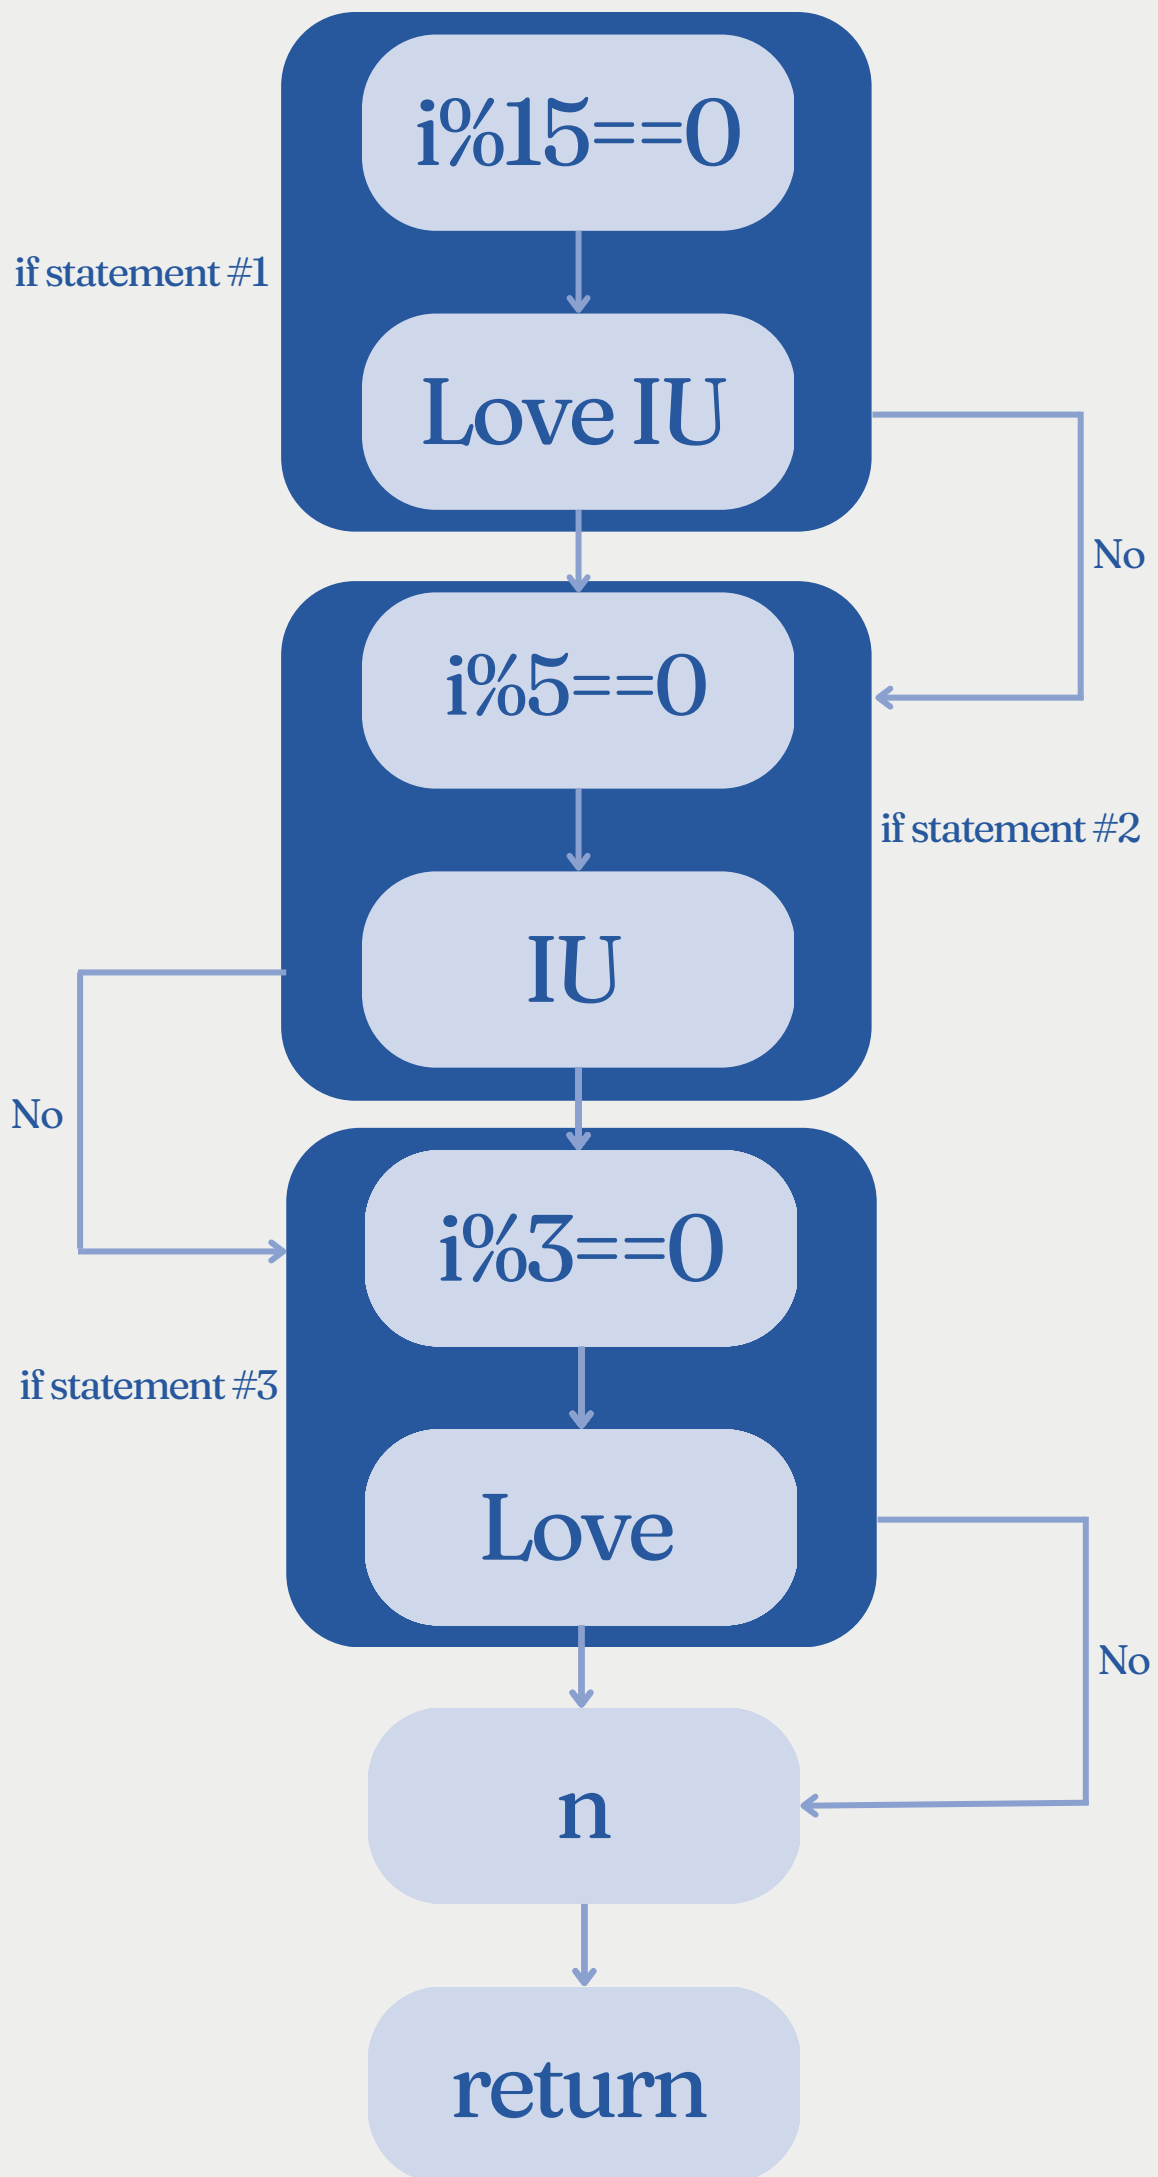 i%15==0
if statement #1
Love IU
No
i%5==0
if statement #2
IU
No
i%3==0
if statement #3
Love
No
n
return